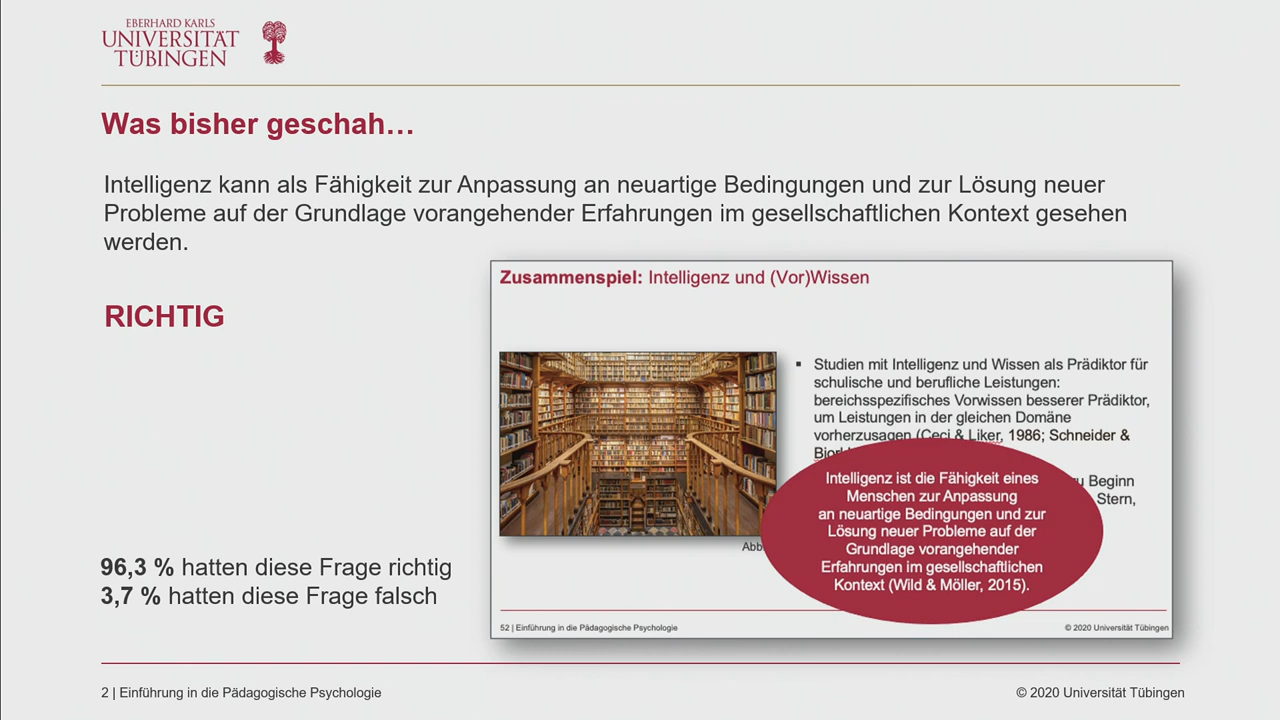 EBERHARD KARLS
UNIVERSITÄT
TÜBINGEN
Was bisher geschah…
Intelligenz kann als Fähigkeit zur Anpassung an neuartige Bedingungen und zur Lösung neuer
Probleme auf der Grundlage vorangehender Erfahrungen im gesellschaftlichen Kontext gesehen
werden.
RICHTIG
96,3 % hatten diese Frage richtig
3,7 % hatten diese Frage falsch
Zusammenspiel: Intelligenz und (Vor)Wissen
▪ Studien mit Intelligenz und Wissen als Prädiktor für
schulische und berufliche Leistungen:
bereichsspezifisches Vorwissen besserer Prädiktor,
um Leistungen in der gleichen Domäne
vorherzusagen (Ceci & Liker, 1986; Schneider &
Beginn
Stern,
Intelligenz ist die Fähigkeit eines
Menschen zur Anpassung
an neuartige Bedingungen und zur
Lösung neuer Probleme auf der
Grundlage vorangehender
Erfahrungen im gesellschaftlichen
Kontext (Wild & Möller, 2015).
Abb
52 | Einführung in die Pädagogische Psychologie
© 2020 Universität Tübingen
2 | Einführung in die Pädagogische Psychologie
© 2020 Universität Tübingen